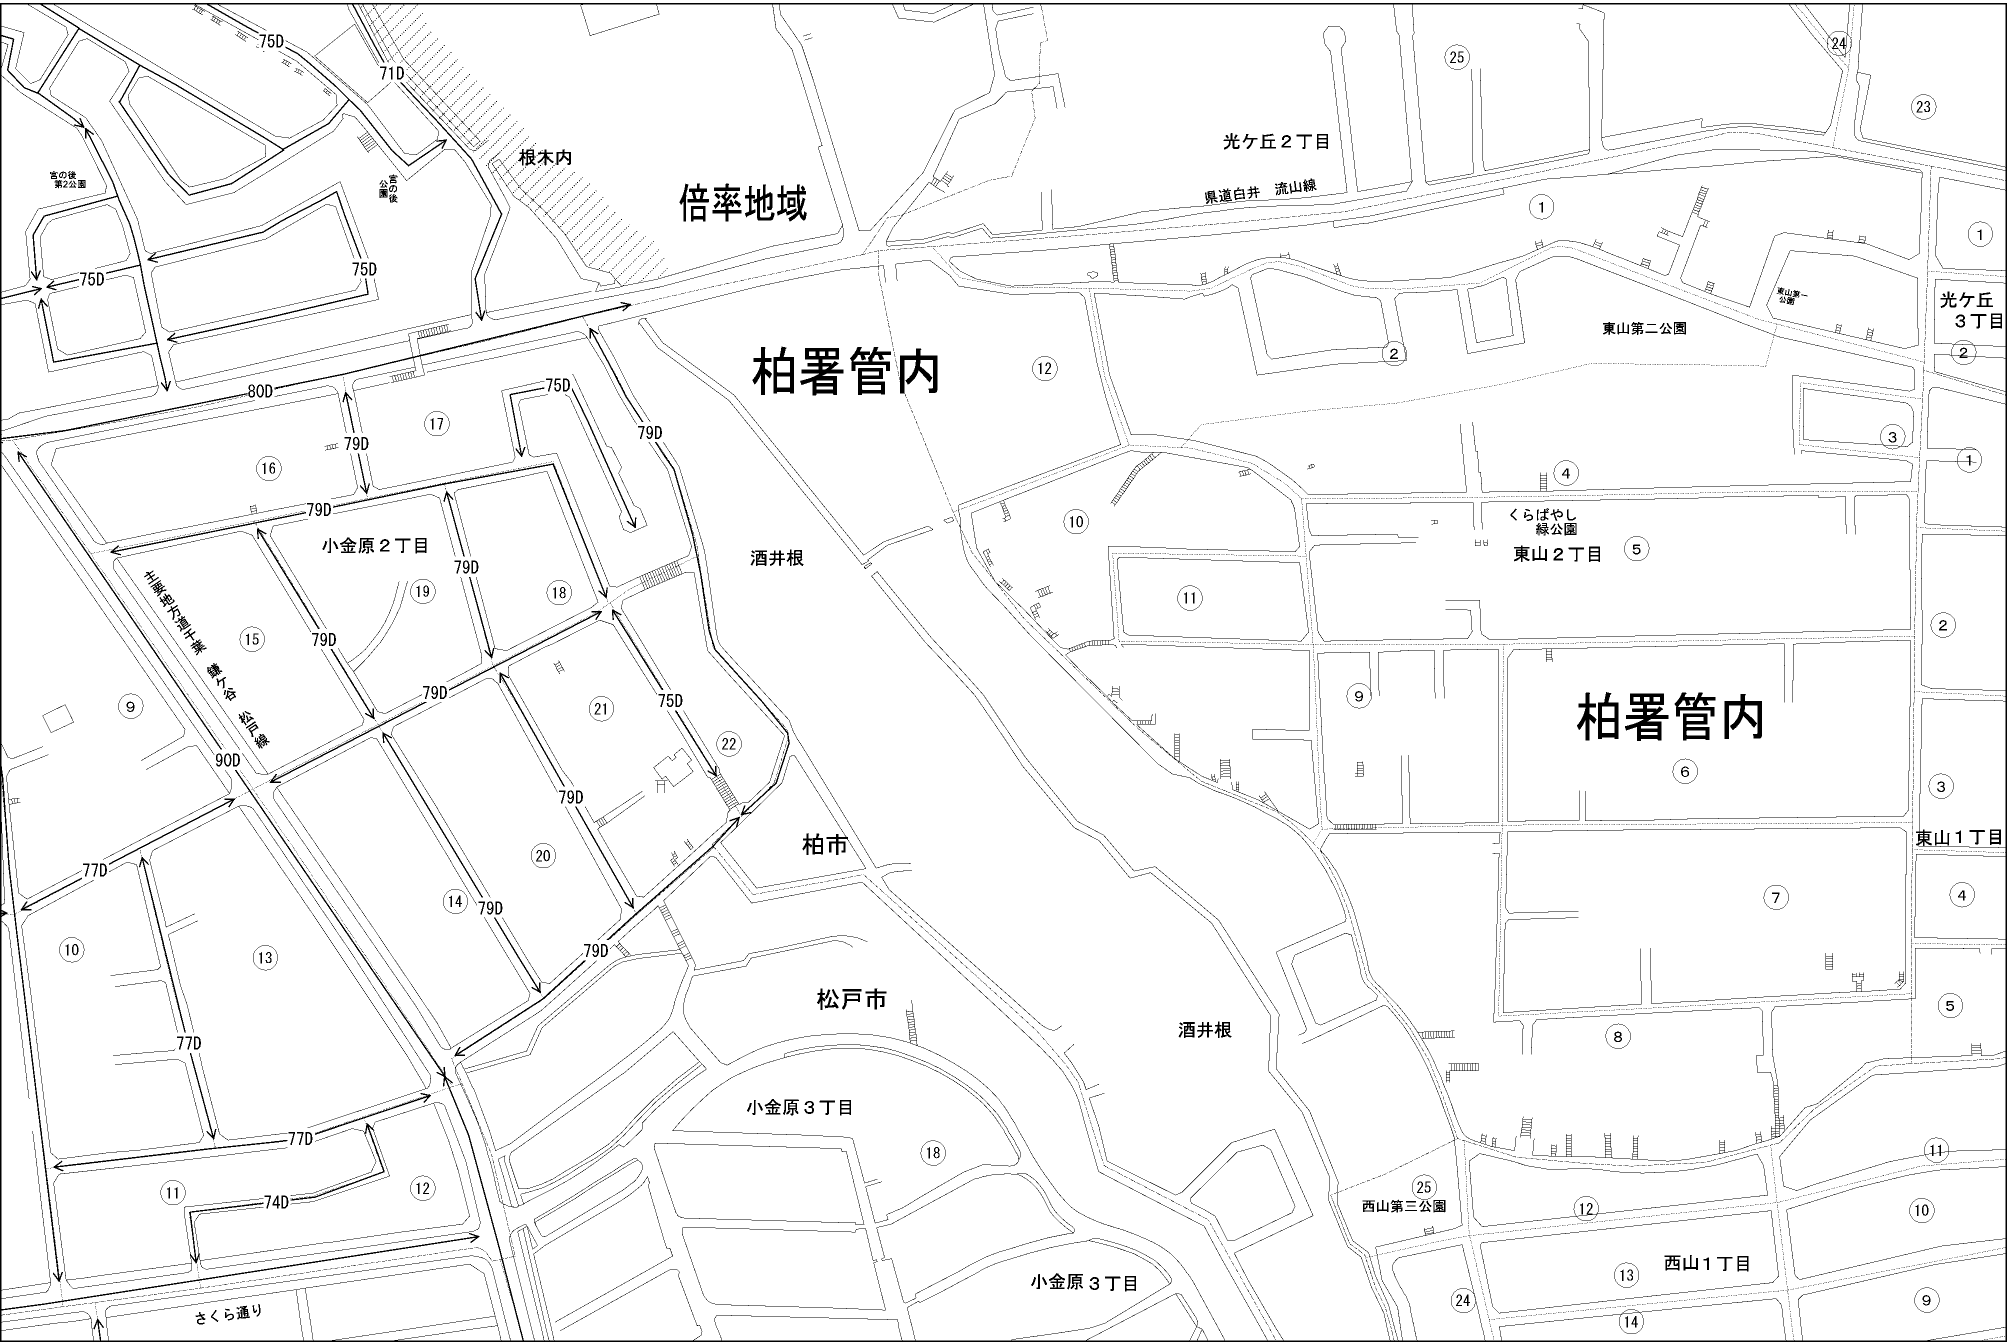 75D
71D
24
25
23
光ケ丘２丁目
根木内
宮の後
第2公園
宮の後
公園
倍率地域
県道白井 流山線
1
1
75D
75D
東山第一
公園
光ケ丘
３丁目
東山第二公園
2
2
柏署管内
12
80D
75D
17
79D
79D
16
3
1
4
79D
小金原２丁目
10
くらばやし
緑公園
東山２丁目
5
酒井根
79D
主要地方道千葉 鎌ケ谷 松戸線
19
18
11
15
79D
2
79D
75D
9
21
9
柏署管内
22
90D
6
79D
3
柏市
東山１丁目
20
77D
14
79D
7
4
10
13
79D
松戸市
5
酒井根
8
77D
小金原３丁目
77D
18
11
11
12
74D
25
西山第三公園
12
10
西山１丁目
小金原３丁目
13
24
9
さくら通り
14